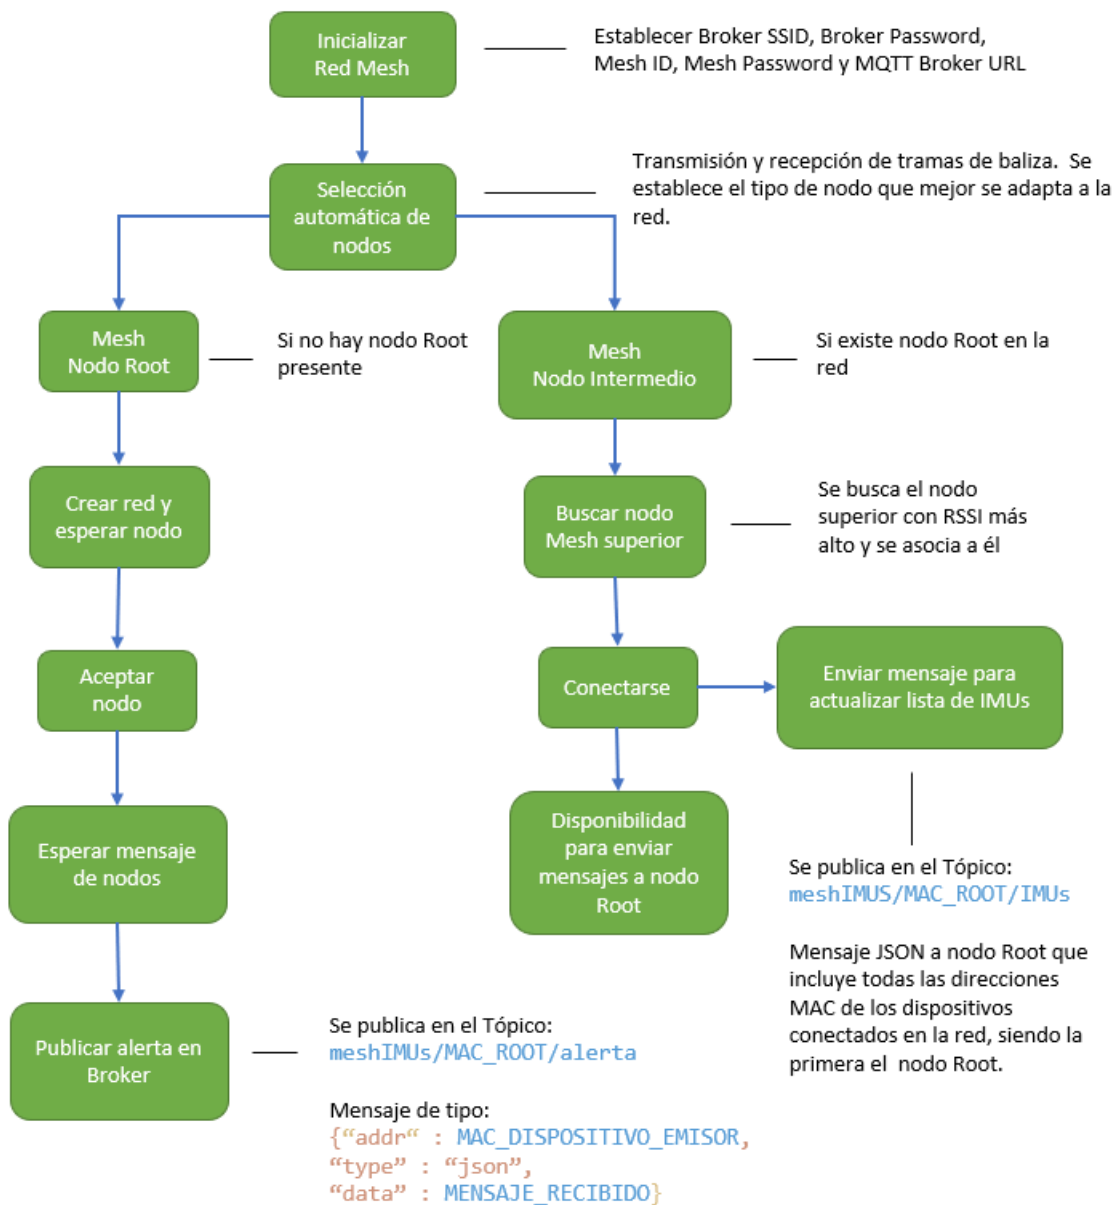 Inicializar
Red Mesh
Establecer Broker SSID, Broker Password,
Mesh ID, Mesh Password y MQTT Broker URL
Selección
automática de
nodos
Transmisión y recepción de tramas de baliza. Se
establece el tipo de nodo que mejor se adapta a la
red.
Mesh
Nodo Root
Si no hay nodo Root
presente
Mesh
Nodo Intermedio
Si existe nodo Root en la
red
Crear red y
esperar nodo
Buscar nodo
Mesh superior
Se busca el nodo
superior con RSSI más
alto y se asocia a él
Aceptar
nodo
Conectarse
Enviar mensaje para
actualizar lista de IMUs
Esperar mensaje
de nodos
Disponibilidad
para enviar
mensajes a nodo
Root
Se publica en el Tópico:
meshIMUS/MAC_ROOT/IMUs
Mensaje JSON a nodo Root que
incluye todas las direcciones
MAC de los dispositivos
conectados en la red, siendo la
primera el nodo Root.
Publicar alerta en
Broker
Se publica en el Tópico:
meshIMUs/MAC_ROOT/alerta
Mensaje de tipo:
{“addr“ : MAC_DISPOSITIVO_EMISOR,
“type” : “json”,
“data” : MENSAJE_RECIBIDO}